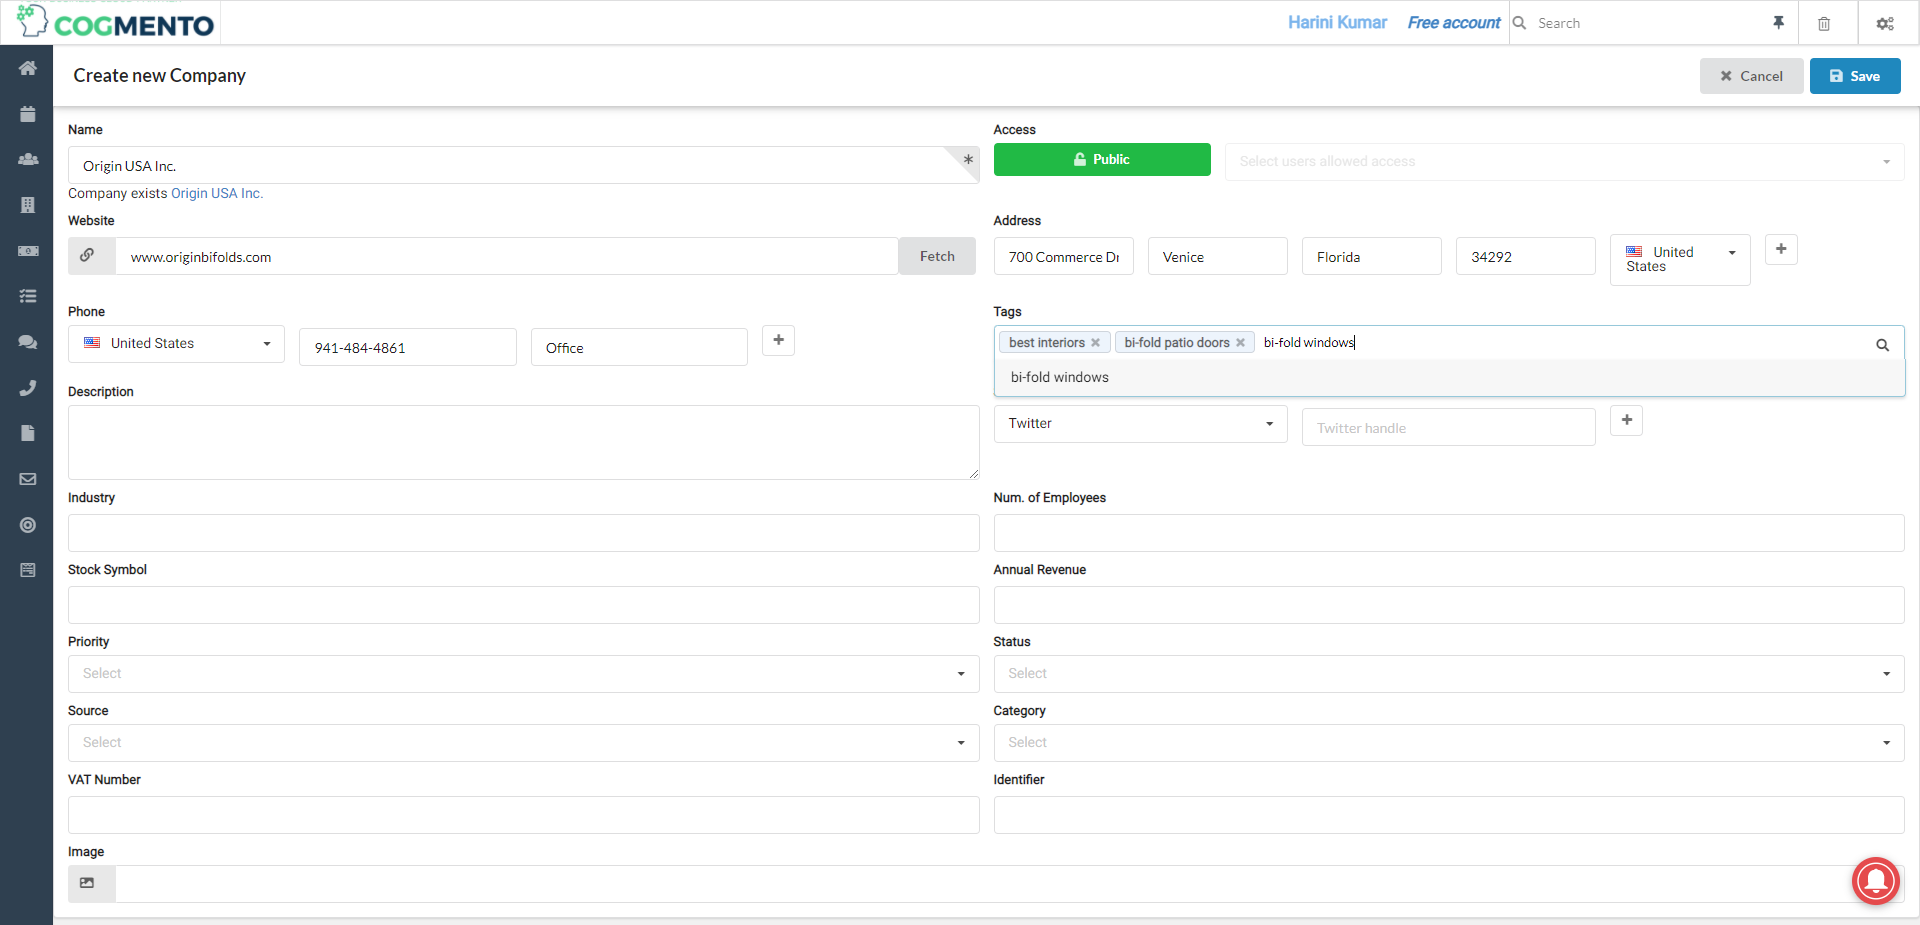 COGMENTO
Harini Kumar
Free account
Search
Create new Company
Cancel
Save
Name
Access
Origin USA Inc.
*
Public
Select users allowed access
Company exists Origin USA Inc.
Website
Address
www.originbifolds.com
Fetch
700 Commerce Dr
Venice
Florida
34292
United States
Phone
Tags
United States
941-484-4861
Office
best interiors
bi-fold patio doors
bi-fold windows
bi-fold windows
Description
Twitter
Twitter handle
Industry
Num. of Employees
Stock Symbol
Annual Revenue
Priority
Status
Select
Select
Source
Category
Select
Select
VAT Number
Identifier
Image